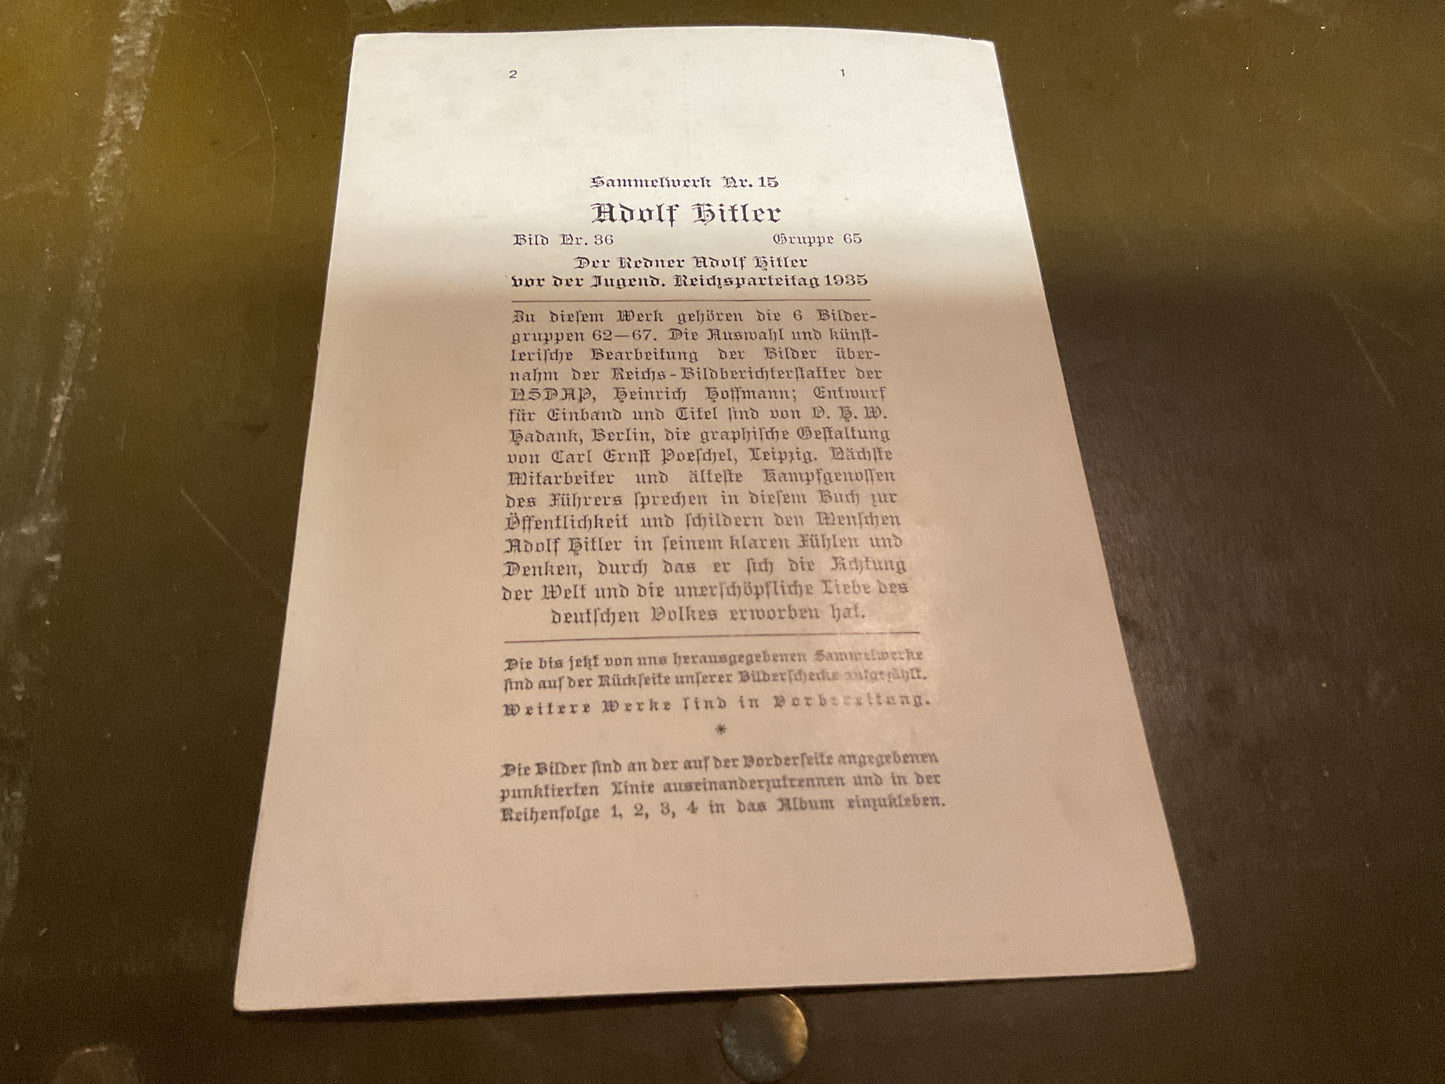 2 1
Sammelwerk Nr. 15
Adolf Hitler
Bild Nr. 36 Gruppe 65
Der Redner Adolf Hitler
vor der Jugend. Reichsparteitag 1935
Zu dieſem Werk gehören die 6 Bilder-
gruppen 62—67. Die Auswahl und künſt-
leriſche Bearbeitung der Bilder über-
nahm der Reichs-Bildberichterſtatter der
NSDAP, Heinrich Hoffmann; Entwurf
für Einband und Titel ſind von O. H. W.
Hadank, Berlin, die graphiſche Geſtaltung
von Carl Ernſt Poeſchel, Leipzig. Nächſte
Mitarbeiter und älteſte Kampfgenoſſen
des Führers ſprechen in dieſem Buch zur
Öffentlichkeit und ſchildern den Menſchen
Adolf Hitler in ſeinem klaren Fühlen und
Denken, durch das er ſich die Achtung
der Welt und die unerſchöpfliche Liebe des
deutſchen Volkes erworben hat.
Die bis jetzt von uns herausgegebenen Sammelwerke
ſind auf der Rückſeite unſerer Bilderſchecks aufgezählt.
Weitere Werke ſind in Vorbereitung.
*
Die Bilder ſind an der auf der Vorderſeite angegebenen
punktierten Linie auseinanderzutrennen und in der
Reihenfolge 1, 2, 3, 4 in das Album einzukleben.